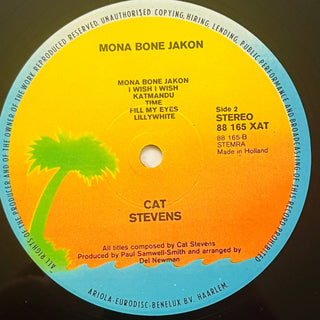 ALL RIGHTS OF THE PRODUCER AND OF THE OWNER OF THE WORK REPRODUCED RESERVED. UNAUTHORISED COPYING, HIRING, LENDING, PUBLIC PERFORMANCE AND BROADCASTING OF THIS RECORD PROHIBITED.
MONA BONE JAKON
MONA BONE JAKON
I WISH I WISH
KATMANDU
TIME
FILL MY EYES
LILLYWHITE
Side 2
STEREO
88 165 XAT
88 165-B
STEMRA
Made in Holland
CAT
STEVENS
All titles composed by Cat Stevens
Produced by Paul Samwell-Smith and arranged by
Del Newman
ARIOLA-EURODISC-BENELUX B.V. HAARLEM.